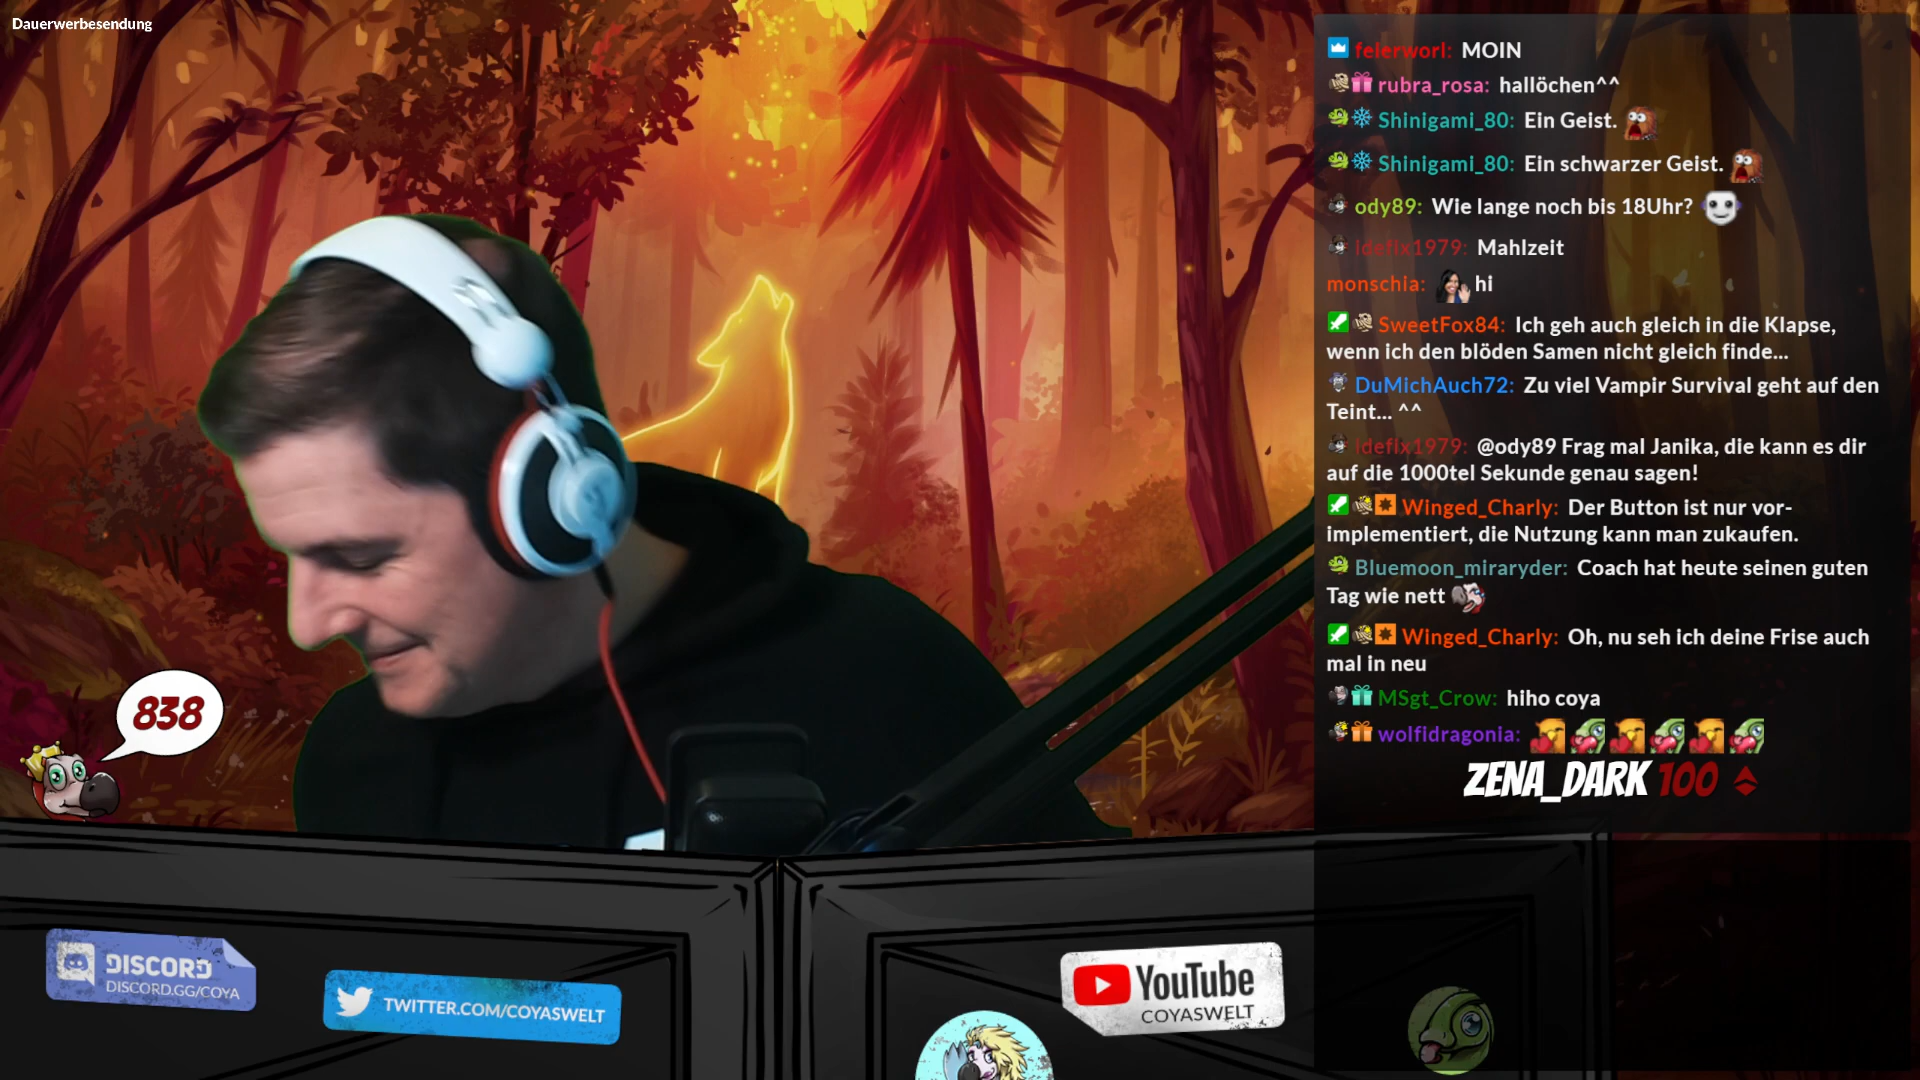 Dauerwerbesendung
feierworl: MOIN
rubra_rosa: hallöchen^^
Shinigami_80: Ein Geist.
Shinigami_80: Ein schwarzer Geist.
ody89: Wie lange noch bis 18Uhr?
Idefix1979: Mahlzeit
monschia: hi
SweetFox84: Ich geh auch gleich in die Klapse,
wenn ich den blöden Samen nicht gleich finde...
DuMichAuch72: Zu viel Vampir Survival geht auf den
Teint... ^^
Idefix1979: @ody89 Frag mal Janika, die kann es dir
auf die 1000tel Sekunde genau sagen!
Winged_Charly: Der Button ist nur vor-
implementiert, die Nutzung kann man zukaufen.
Bluemoon_miraryder: Coach hat heute seinen guten
Tag wie nett
Winged_Charly: Oh, nu seh ich deine Frise auch
mal in neu
MSgt_Crow: hiho coya
wolfidragonia:
ZENA_DARK 100
838
DISCORD
DISCORD.GG/COYA
TWITTER.COM/COYASWELT
YouTube
COYASWELT